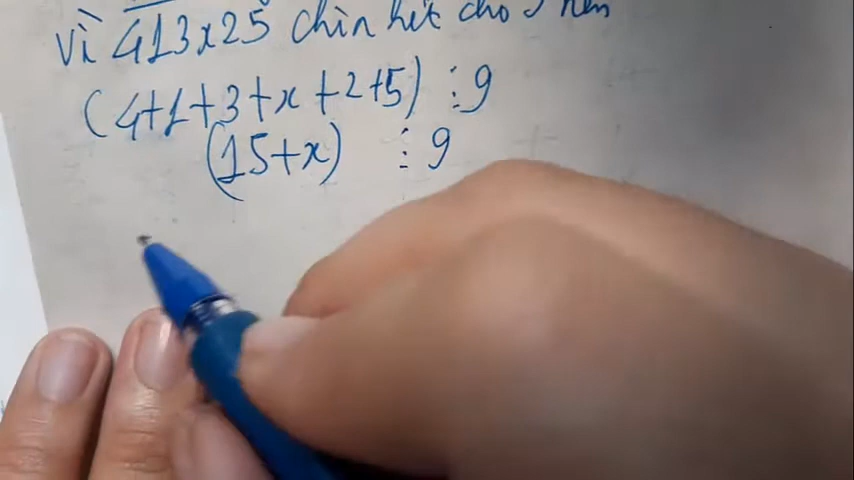 vì 413x25 chia hết cho 9 nên
(4+1+3+x+2+5) ⋮ 9
(15+x) ⋮ 9